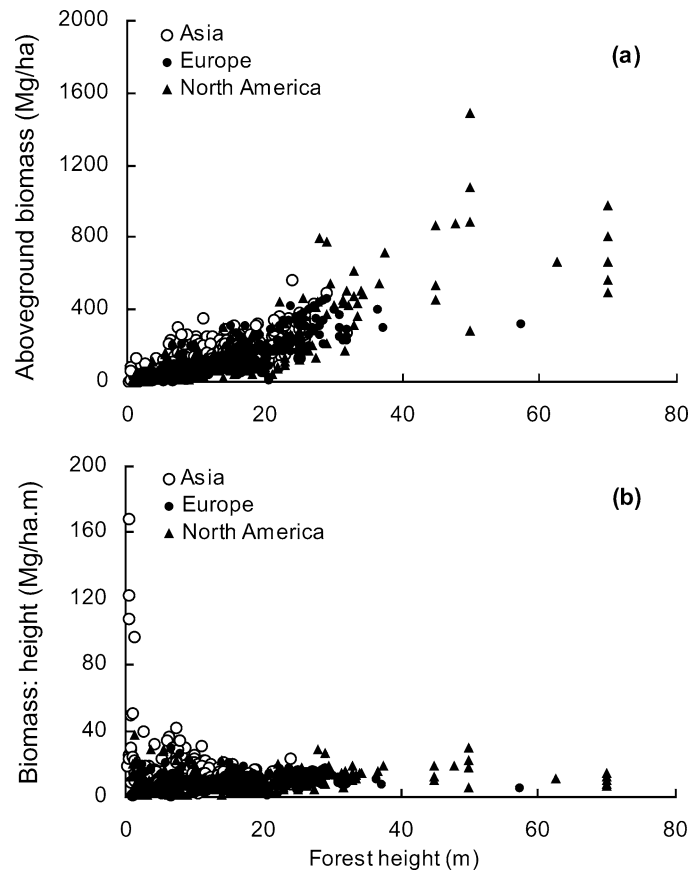 2000
Asia
Europe
North America
(a)
1600
1200
800
400
0
Aboveground biomass (Mg/ha)
0 20 40 60 80
200
Asia
Europe
North America
(b)
160
120
80
40
0
Biomass: height (Mg/ha.m)
0 20 40 60 80
Forest height (m)